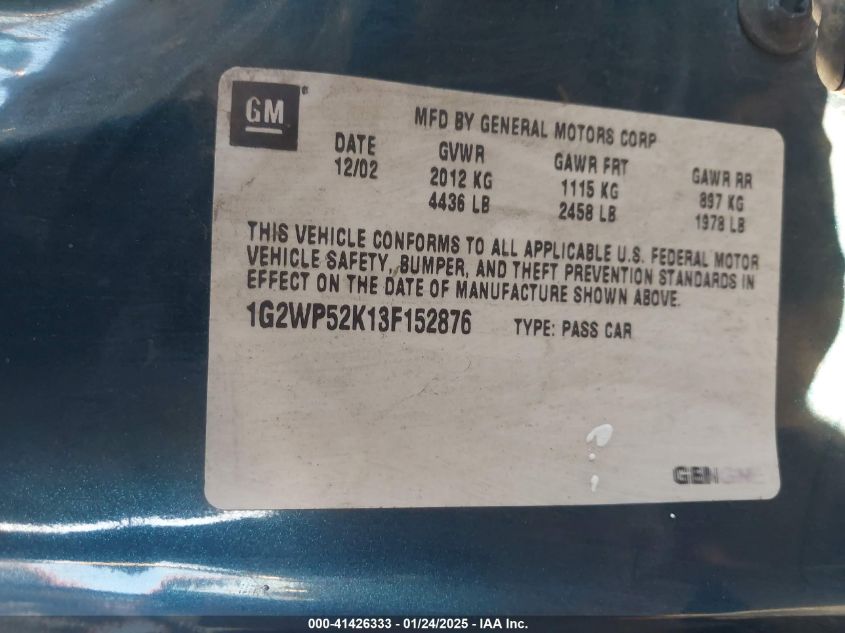 GM®
MFD BY GENERAL MOTORS CORP
DATE GVWR GAWR FRT GAWR RR
12/02 2012 KG 1115 KG 897 KG
4436 LB 2458 LB 1978 LB
THIS VEHICLE CONFORMS TO ALL APPLICABLE U.S. FEDERAL MOTOR
VEHICLE SAFETY, BUMPER, AND THEFT PREVENTION STANDARDS IN
EFFECT ON THE DATE OF MANUFACTURE SHOWN ABOVE.
1G2WP52K13F152876 TYPE: PASS CAR
000-41426333 - 01/24/2025 - IAA Inc.